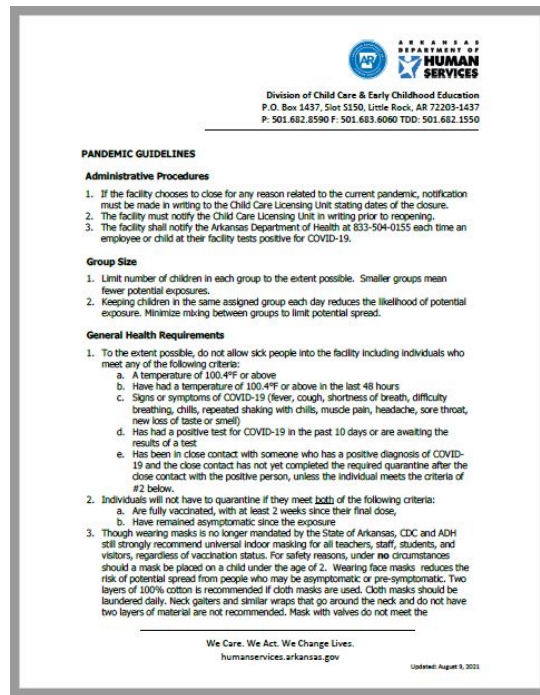 AR
ARKANSAS
DEPARTMENT OF
HUMAN
SERVICES
Division of Child Care & Early Childhood Education
P.O. Box 1437, Slot S150, Little Rock, AR 72203-1437
P: 501.682.8590 F: 501.683.6060 TDD: 501.682.1550
PANDEMIC GUIDELINES
Administrative Procedures
1. If the facility chooses to close for any reason related to the current pandemic, notification
must be made in writing to the Child Care Licensing Unit stating dates of the closure.
2. The facility must notify the Child Care Licensing Unit in writing prior to reopening.
3. The facility shall notify the Arkansas Department of Health at 833-504-0155 each time an
employee or child at their facility tests positive for COVID-19.
Group Size
1. Limit number of children in each group to the extent possible. Smaller groups mean
fewer potential exposures.
2. Keeping children in the same assigned group each day reduces the likelihood of potential
exposure. Minimize mixing between groups to limit potential spread.
General Health Requirements
1. To the extent possible, do not allow sick people into the facility including individuals who
meet any of the following criteria:
a. A temperature of 100.4°F or above
b. Have had a temperature of 100.4°F or above in the last 48 hours
c. Signs or symptoms of COVID-19 (fever, cough, shortness of breath, difficulty
breathing, chills, repeated shaking with chills, muscle pain, headache, sore throat,
new loss of taste or smell)
d. Has had a positive test for COVID-19 in the past 10 days or are awaiting the
results of a test
e. Has been in close contact with someone who has a positive diagnosis of COVID-
19 and the close contact has not yet completed the required quarantine after the
close contact with the positive person, unless the individual meets the criteria of
#2 below.
2. Individuals will not have to quarantine if they meet both of the following criteria:
a. Are fully vaccinated, with at least 2 weeks since their final dose,
b. Have remained asymptomatic since the exposure
3. Though wearing masks is no longer mandated by the State of Arkansas, CDC and ADH
still strongly recommend universal indoor masking for all teachers, staff, students, and
visitors, regardless of vaccination status. For safety reasons, under no circumstances
should a mask be placed on a child under the age of 2. Wearing face masks reduces the
risk of potential spread from people who may be asymptomatic or pre-symptomatic. Two
layers of 100% cotton is recommended if cloth masks are used. Cloth masks should be
laundered daily. Neck gaiters and similar wraps that go around the neck and do not have
two layers of material are not recommended. Mask with valves do not meet the
We Care. We Act. We Change Lives.
humanservices.arkansas.gov
Updated: August 9, 2021